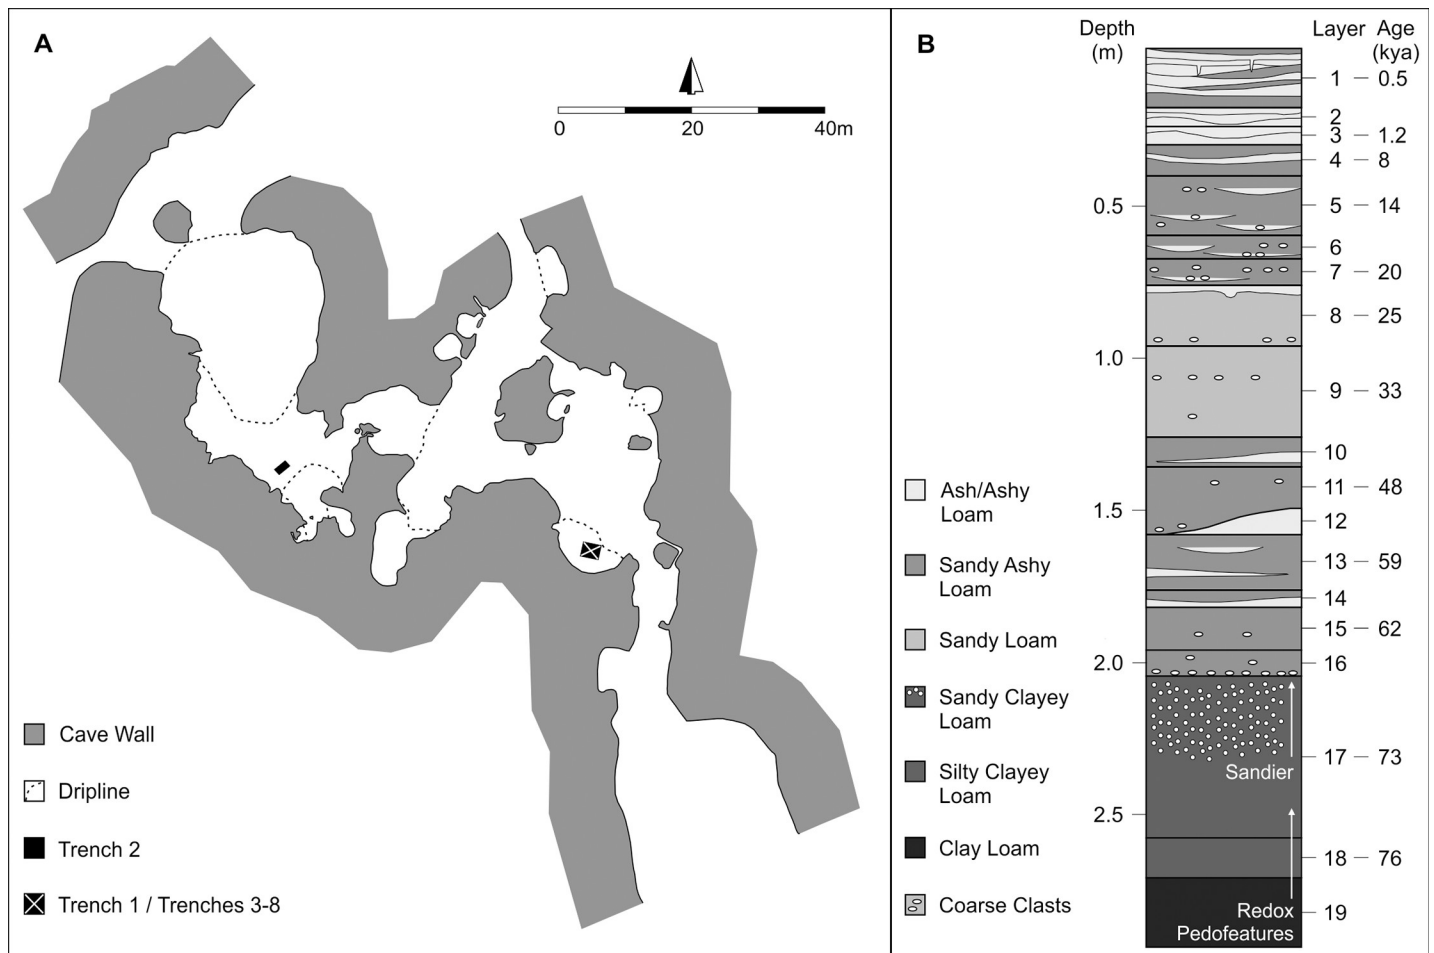 A
0
20
40m
Cave Wall
Dripline
Trench 2
Trench 1 / Trenches 3-8
B
Depth
(m)
Layer
Age
(kya)
1 0.5
2
3 1.2
4 8
0.5
5 14
6
7 20
8 25
1.0
9 33
10
11 48
1.5
12
13 59
14
15 62
2.0
16
Sandier
17 73
2.5
18 76
Redox
Pedofeatures
19
Ash/Ashy
Loam
Sandy Ashy
Loam
Sandy Loam
Sandy Clayey
Loam
Silty Clayey
Loam
Clay Loam
Coarse Clasts